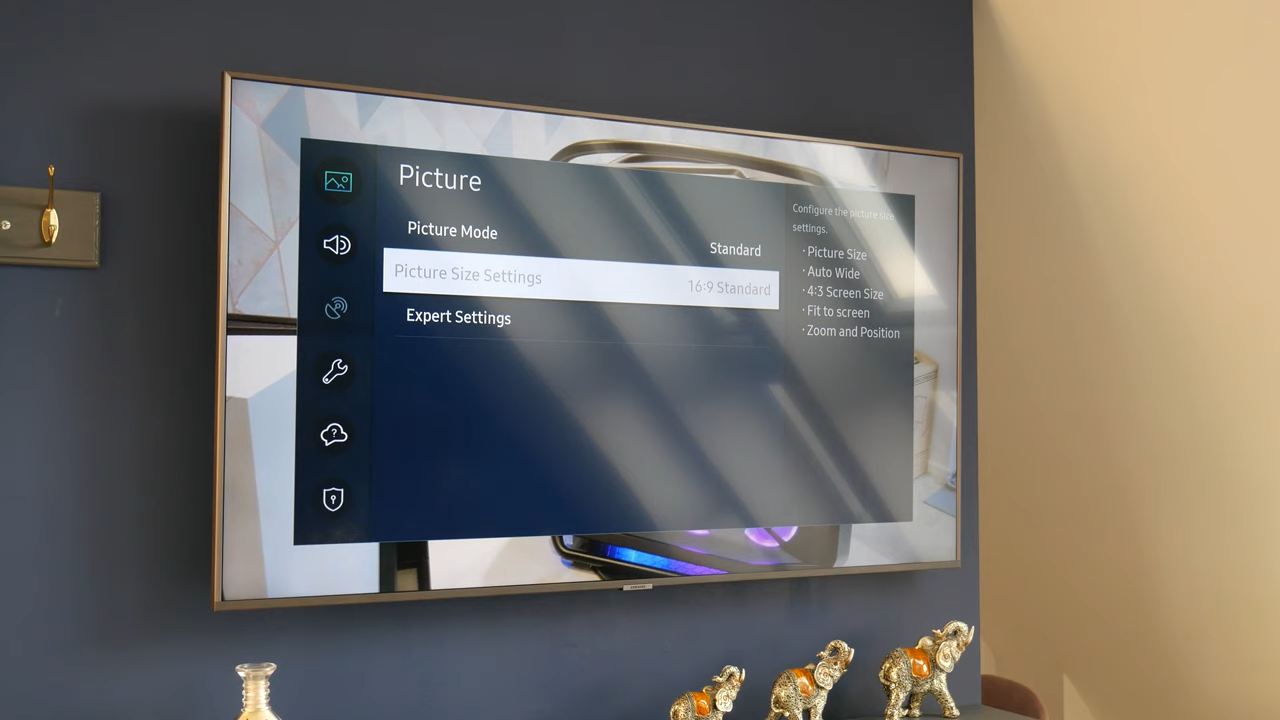 Picture
Picture Mode
Standard
Picture Size Settings
16:9 Standard
Expert Settings
Configure the picture size
settings.
· Picture Size
· Auto Wide
· 4:3 Screen Size
· Fit to screen
· Zoom and Position
?
SAMSUNG